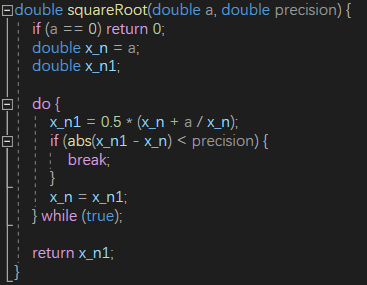 double squareRoot(double a, double precision) {
if (a == 0) return 0;
double x_n = a;
double x_n1;
do {
x_n1 = 0.5 * (x_n + a / x_n);
if (abs(x_n1 - x_n) < precision) {
break;
}
x_n = x_n1;
} while (true);
return x_n1;
}